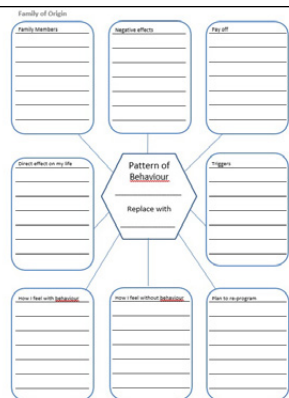 Family of Origin
Family Members
Negative effects
Pay off
Direct effect on my life
Pattern of
Behaviour
Replace with
Triggers
How I feel with behaviour
How I feel without behaviour
Plan to re-program